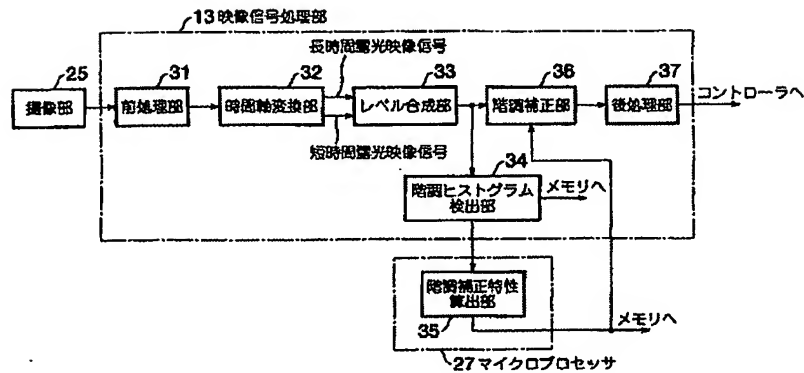 13 映像信号処理部
長時間露光映像信号
25
31
32
33
36
37
撮像部
前処理部
時間軸変換部
レベル合成部
階調補正部
後処理部
コントローラへ
短時間露光映像信号
34
階調ヒストグラム
検出部
メモリへ
階調補正特性
算出部
35
メモリへ
27 マイクロプロセッサ